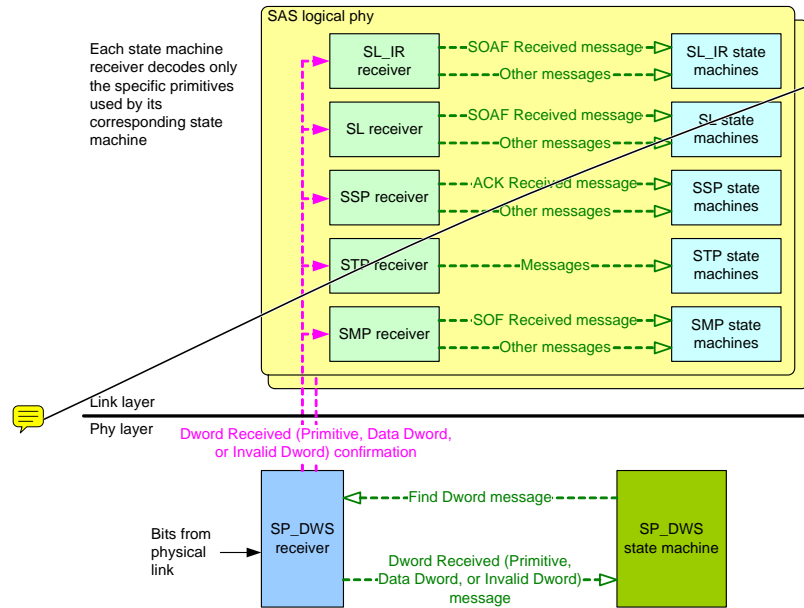 SAS logical phy
Each state machine
receiver decodes only
the specific primitives
used by its
corresponding state
machine
SL_IR
receiver
SOAF Received message
Other messages
SL_IR state
machines
SL receiver
SOAF Received message
Other messages
SL state
machines
SSP receiver
ACK Received message
Other messages
SSP state
machines
STP receiver
Messages
STP state
machines
SMP receiver
SOF Received message
Other messages
SMP state
machines
Link layer
Phy layer
Dword Received (Primitive, Data Dword,
or Invalid Dword) confirmation
Bits from
physical
link
SP_DWS
receiver
Find Dword message
Dword Received (Primitive,
Data Dword, or Invalid Dword)
message
SP_DWS
state machine